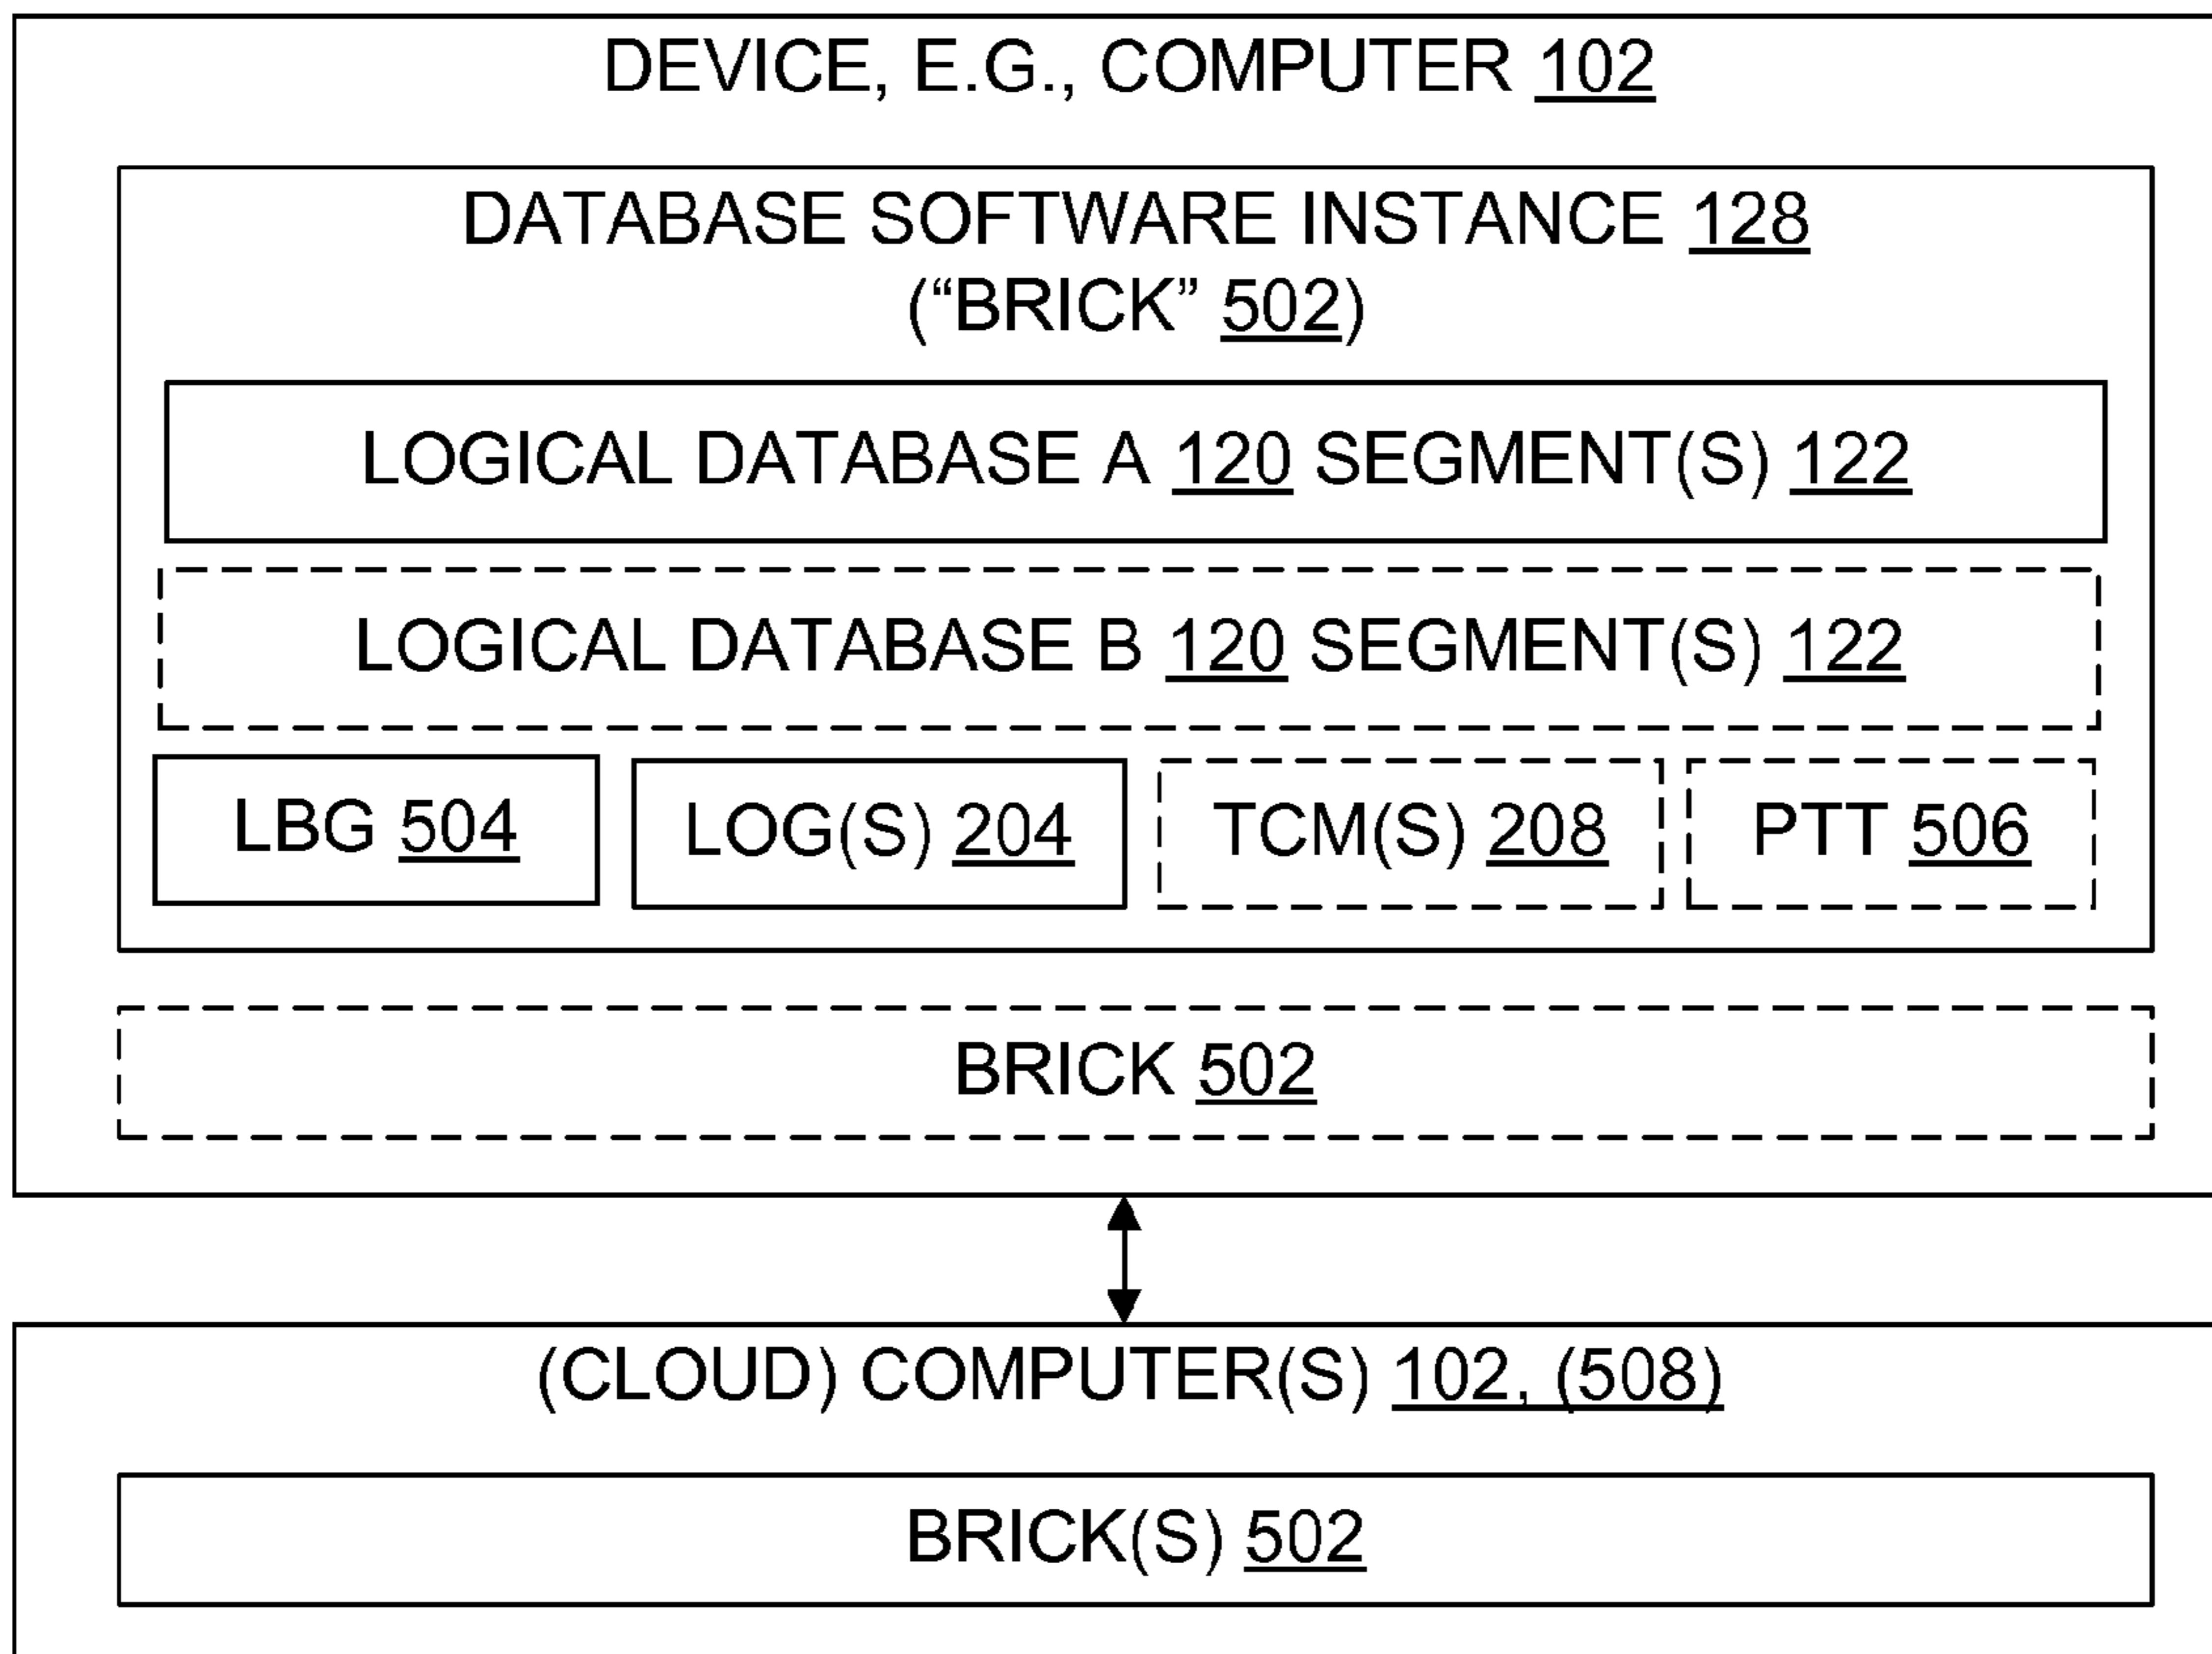 DEVICE, E.G., COMPUTER 102
DATABASE SOFTWARE INSTANCE 128
(“BRICK” 502)
LOGICAL DATABASE A 120 SEGMENT(S) 122
LOGICAL DATABASE B 120 SEGMENT(S) 122
LBG 504
LOG(S) 204
TCM(S) 208
PTT 506
BRICK 502
(CLOUD) COMPUTER(S) 102, (508)
BRICK(S) 502